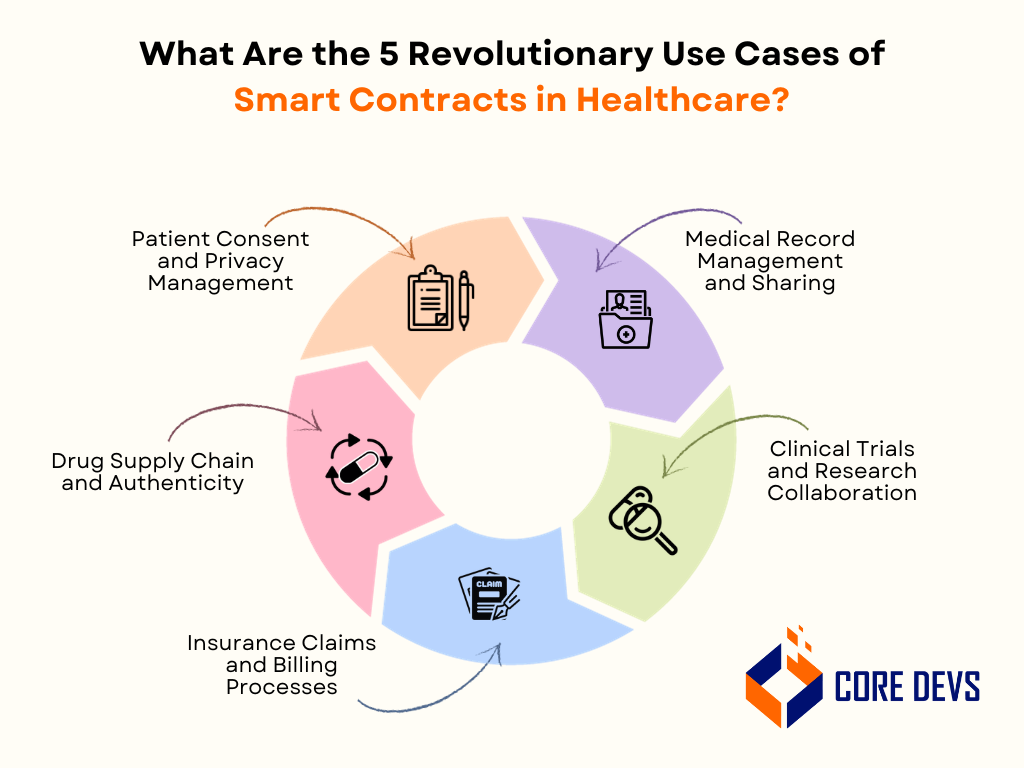 What Are the 5 Revolutionary Use Cases of
Smart Contracts in Healthcare?
Patient Consent
and Privacy
Management
Medical Record
Management
and Sharing
Drug Supply Chain
and Authenticity
Clinical Trials
and Research
Collaboration
CLAIM
Insurance Claims
and Billing
Processes
CORE DEVS